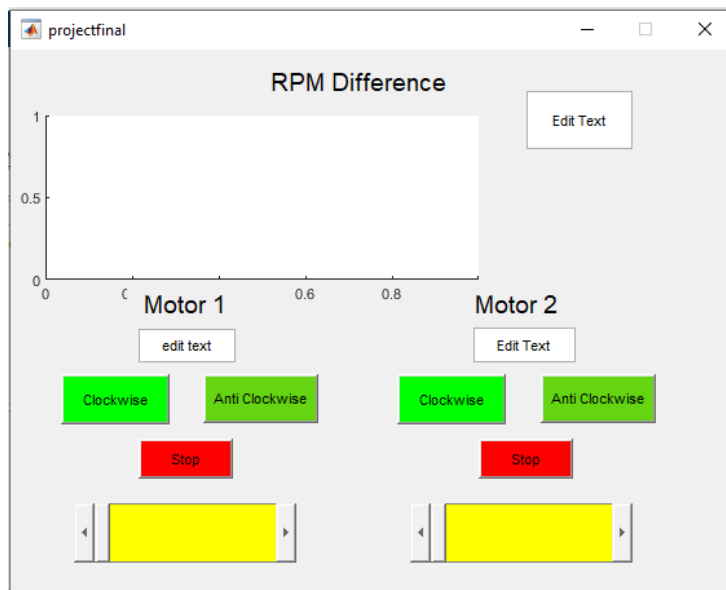 projectfinal
RPM Difference
Edit Text
1
0.5
0
0 0.6 0.8
Motor 1 Motor 2
edit text Edit Text
Clockwise Anti Clockwise Clockwise Anti Clockwise
Stop Stop